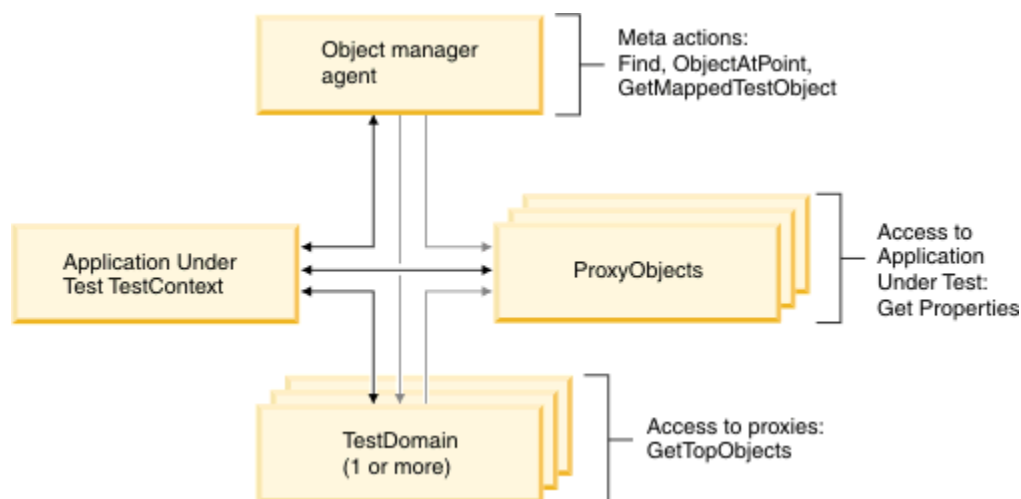 Object manager
agent
Meta actions:
Find, ObjectAtPoint,
GetMappedTestObject
Application Under
Test TestContext
ProxyObjects
Access to
Application
Under Test:
Get Properties
TestDomain
(1 or more)
Access to proxies:
GetTopObjects